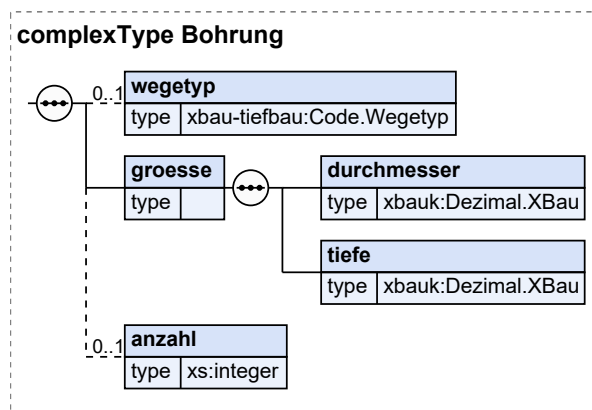 complexType Bohrung
0..1
wegetyp
type xbau-tiefbau:Code.Wegetyp
groesse
type
durchmesser
type xbauk:Dezimal.XBau
tiefe
type xbauk:Dezimal.XBau
0..1
anzahl
type xs:integer